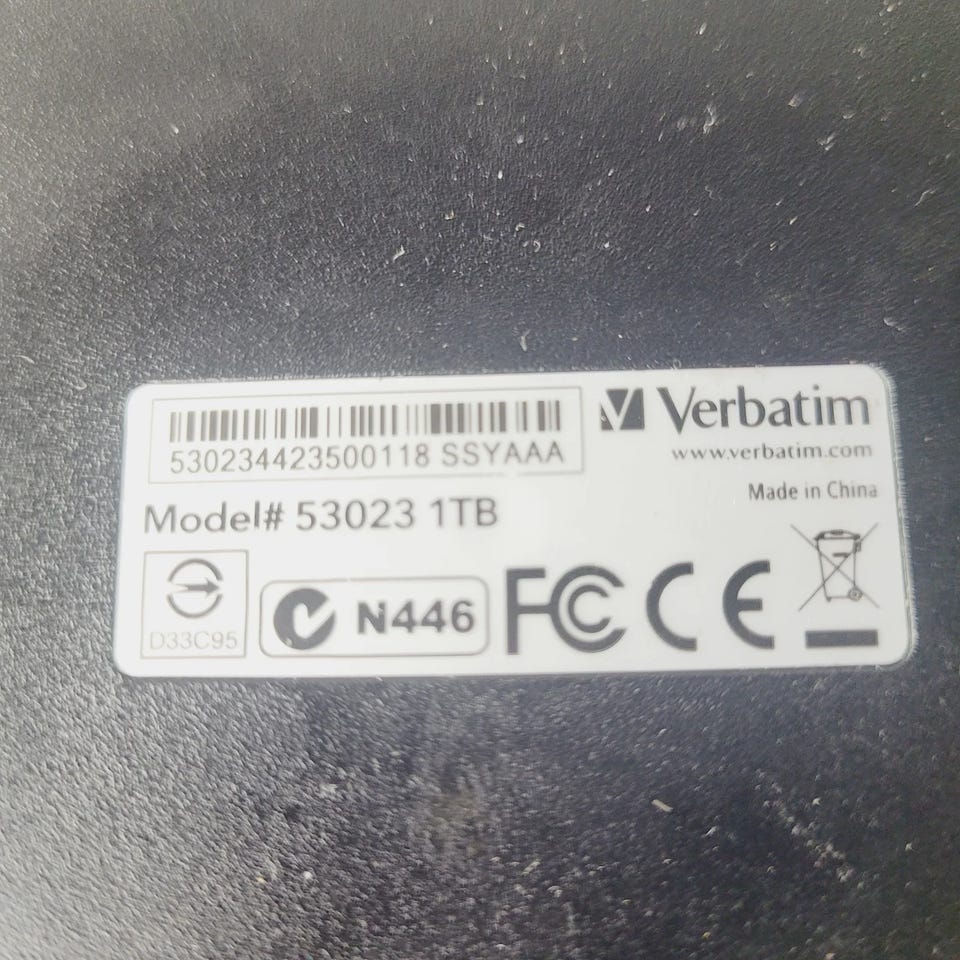 530234423500118 SSYAAA
Verbatim
www.verbatim.com
Made in China
Model# 53023 1TB
D33C95
N446
FC CE